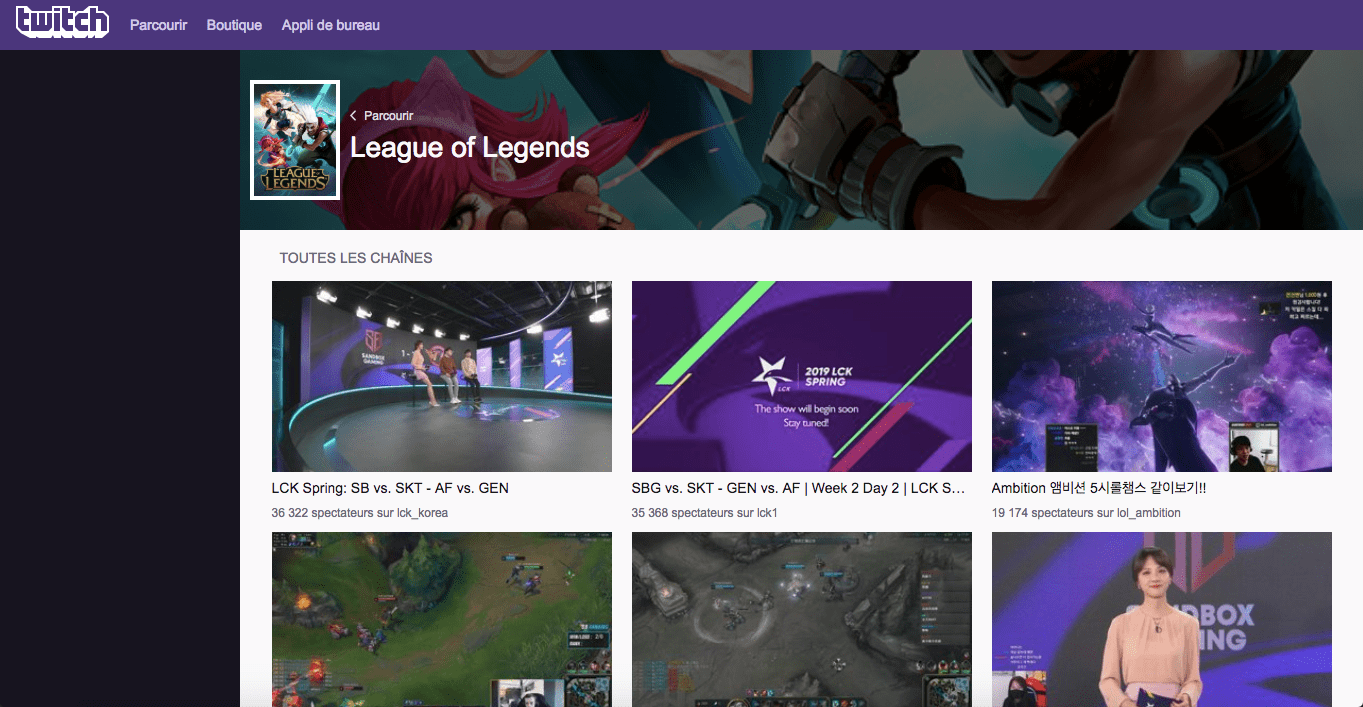 twitch
Parcourir
Boutique
Appli de bureau
LEAGUE OF
LEGENDS
Parcourir
League of Legends
TOUTES LES CHAÎNES
SANDBOX
GAMING
2019 LCK
SPRING
LCK
The show will begin soon
Stay tuned!
LCK Spring: SB vs. SKT - AF vs. GEN
36 322 spectateurs sur lck_korea
SBG vs. SKT - GEN vs. AF | Week 2 Day 2 | LCK S…
35 368 spectateurs sur lck1
Ambition 앰비션 5시롤챔스 같이보기!!
19 174 spectateurs sur lol_ambition